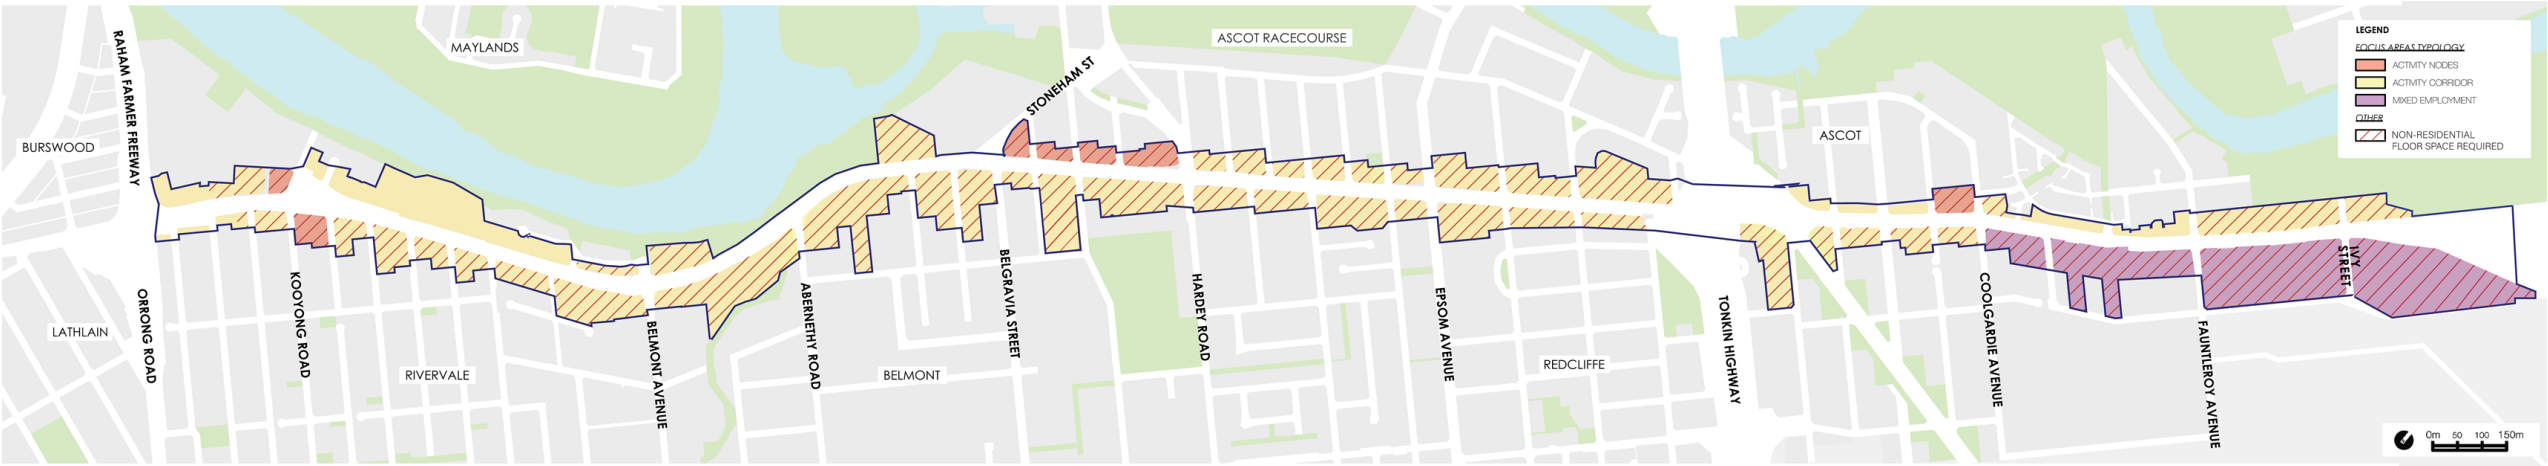 MAYLANDS
ASCOT RACECOURSE
RAHAM FARMER FREEWAY
STONEHAM ST
BURSWOOD
ASCOT
LEGEND
FOCUS AREAS TYPOLOGY
ACTIVITY NODES
ACTIVITY CORRIDOR
MIXED EMPLOYMENT
OTHER
NON-RESIDENTIAL
FLOOR SPACE REQUIRED
LATHLAIN
ORRONG ROAD
KOOYONG ROAD
RIVERVALE
BELMONT AVENUE
ABERNETHY ROAD
BELMONT
BELGRAVIA STREET
HARDEY ROAD
EPSOM AVENUE
REDCLIFFE
TONKIN HIGHWAY
COOLGARDIE AVENUE
FAUNTLEROY AVENUE
IVY
STREET
0m 50 100 150m